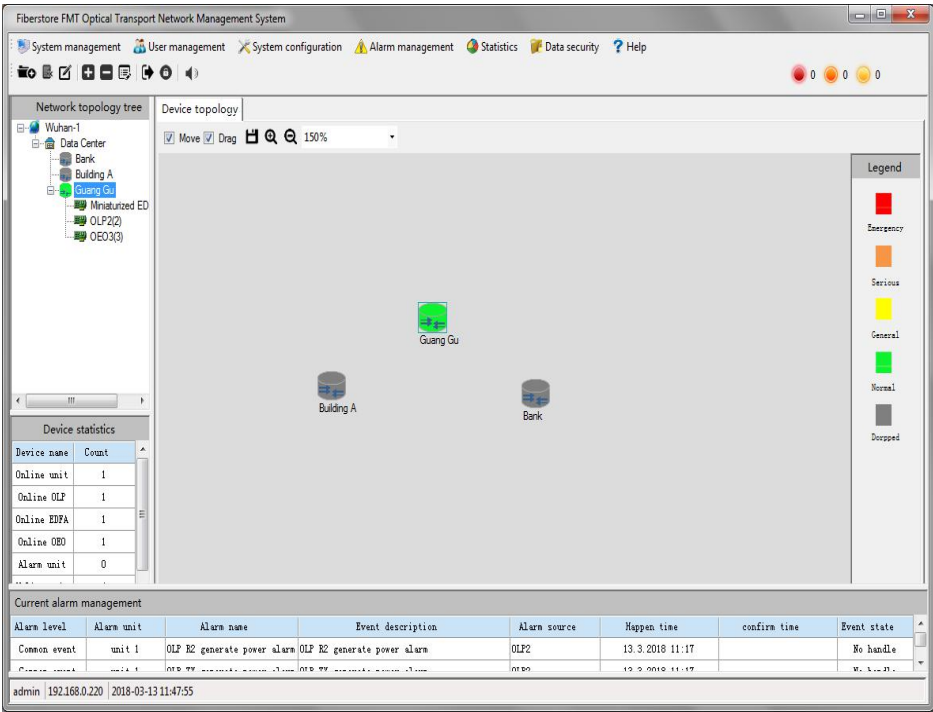 Fiberstore FMT Optical Transport Network Management System
System management User management System configuration Alarm management Statistics Data security ? Help
0 0 0
Network topology tree
Device topology
Wuhan-1
Data Center
Bank
Building A
Guang Gu
Miniaturized ED
OLP2(2)
OEO3(3)
Move Drag 150%
Legend
Emergency
Serious
General
Normal
Dorpped
Guang Gu
Building A
Bank
Device statistics
Device name Count
Online unit 1
Online OLP 1
Online EDFA 1
Online OEO 1
Alarm unit 0
Current alarm management
Alarm level Alarm unit Alarm name Event description Alarm source Happen time confirm time Event state
Common event unit 1 OLP R2 generate power alarm OLP R2 generate power alarm OLP2 13.3.2018 11:17 No handle
admin 192.168.0.220 2018-03-13 11:47:55